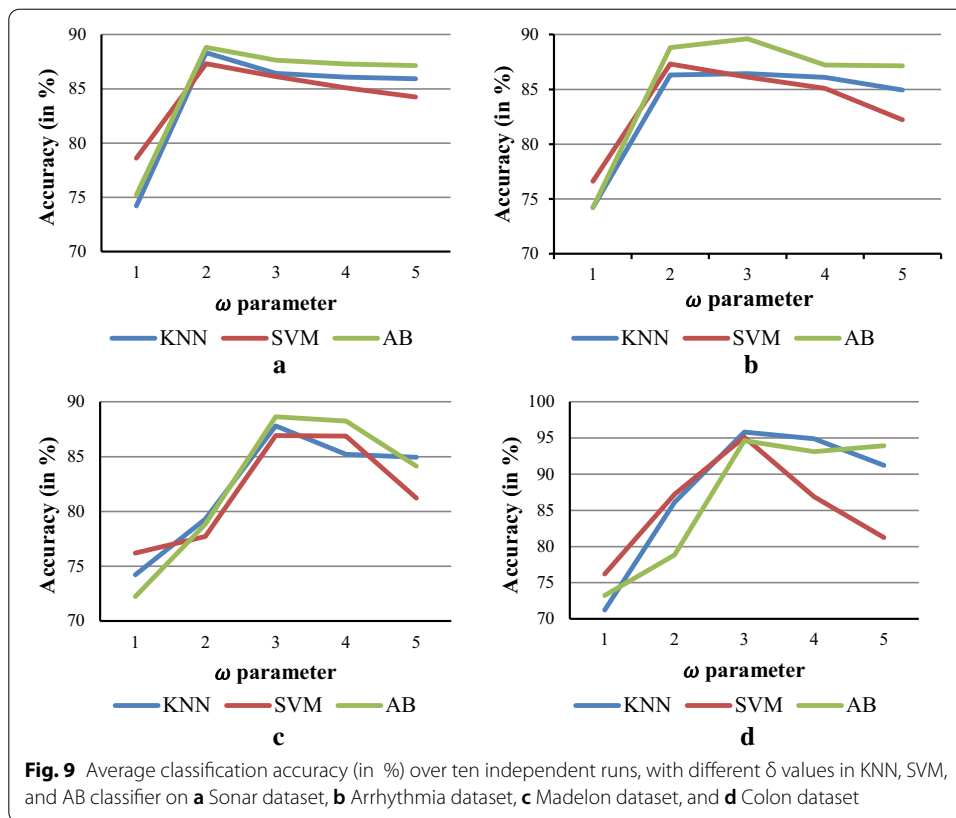 90
85
80
75
70
Accuracy (in %)
1 2 3 4 5
ω parameter
KNN SVM AB
a
90
85
80
75
70
Accuracy (in %)
1 2 3 4 5
ω parameter
KNN SVM AB
b
90
85
80
75
70
Accuracy (in %)
1 2 3 4 5
ω parameter
KNN SVM AB
c
100
95
90
85
80
75
70
Accuracy (in %)
1 2 3 4 5
ω parameter
KNN SVM AB
d
Fig. 9 Average classification accuracy (in %) over ten independent runs, with different δ values in KNN, SVM,
and AB classifier on a Sonar dataset, b Arrhythmia dataset, c Madelon dataset, and d Colon dataset